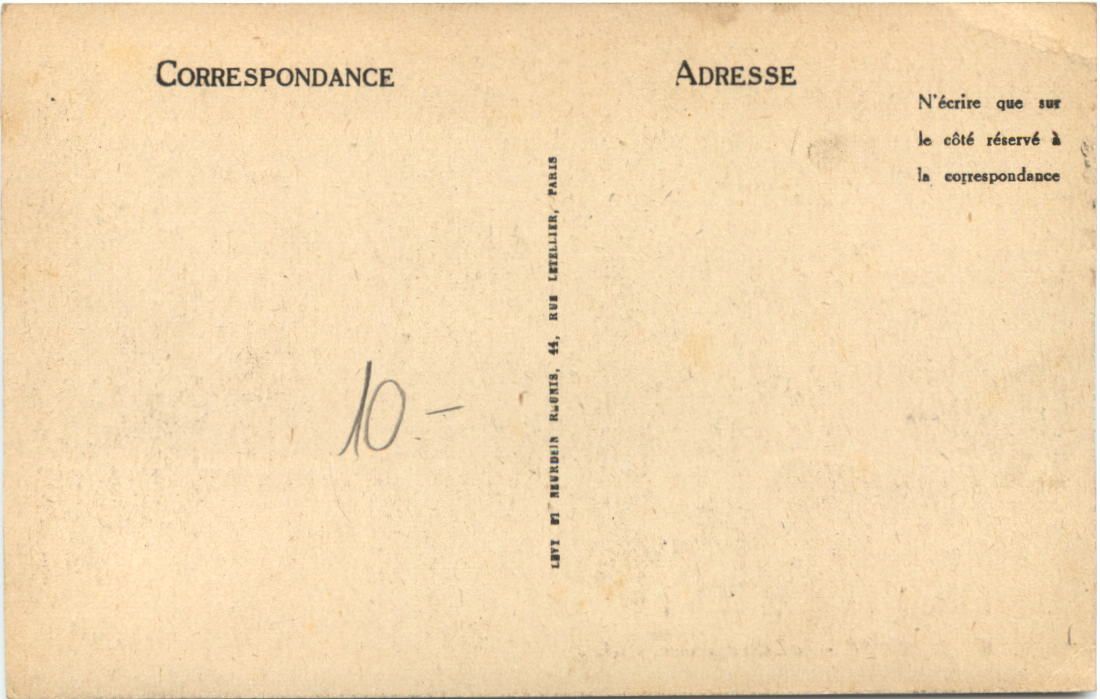 CORRESPONDANCE
ADRESSE
N'écrire que sur
le côté réservé à
la correspondance
LEVY ET NEURDEIN RÉUNIS, 44, RUE LETELLIER, PARIS
10.-